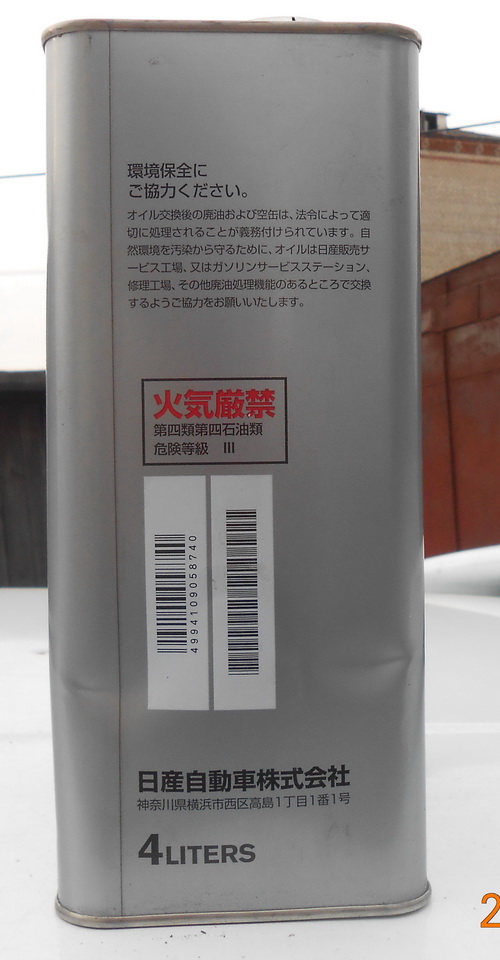 環境保全に
ご協力ください。
オイル交換後の廃油および空缶は、法令によって適
切に処理されることが義務付けられています。自
然環境を汚染から守るために、オイルは日産販売サ
ービス工場、又はガソリンサービスステーション、
修理工場、その他廃油処理機能のあるところで交換
するようご協力をお願いいたします。
火気厳禁
第四類第四石油類
危険等級 III
4994109058740
日産自動車株式会社
神奈川県横浜市西区高島1丁目1番1号
4LITERS
2